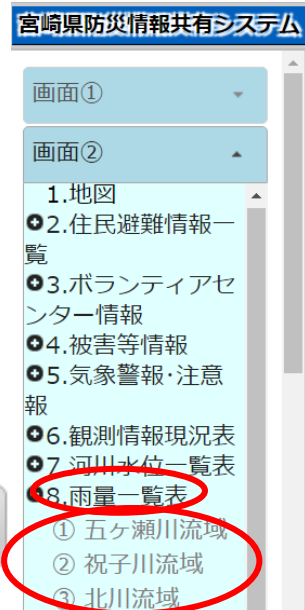 宮崎県防災情報共有システム
画面①
画面②
1.地図
2.住民避難情報一
覧
3.ボランティアセ
ンター情報
4.被害等情報
5.気象警報･注意
報
6.観測情報現況表
7.河川水位一覧表
8.雨量一覧表
① 五ヶ瀬川流域
② 祝子川流域
③ 北川流域